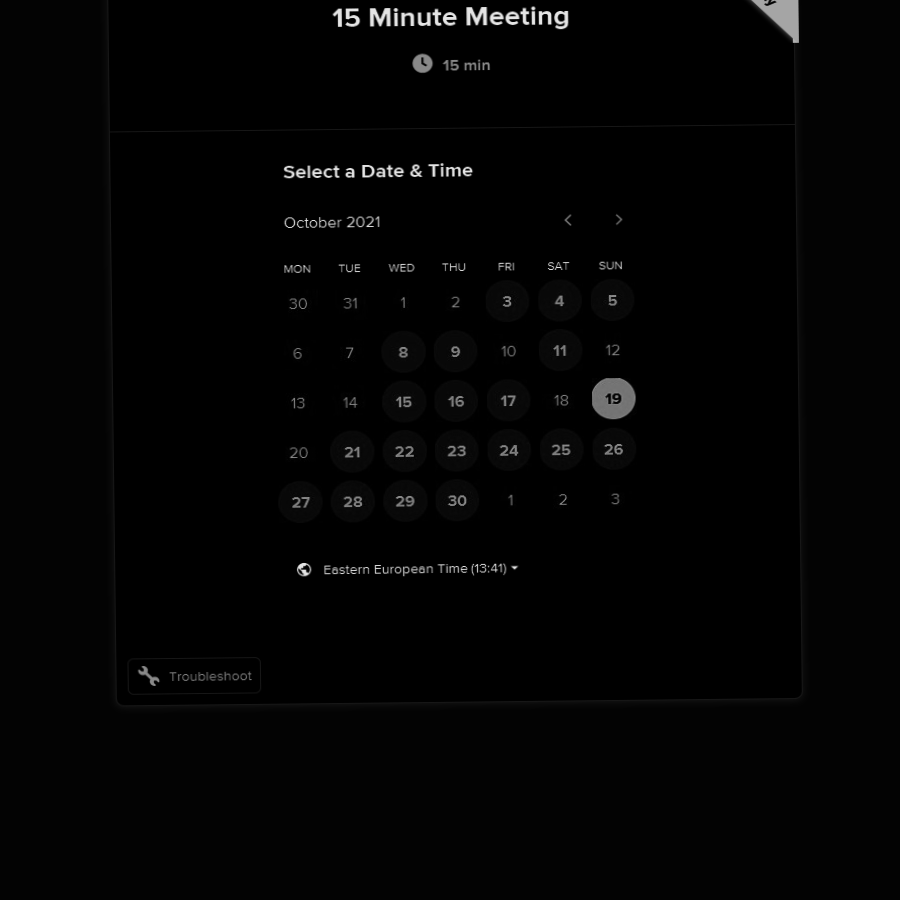 15 Minute Meeting
15 min
Select a Date & Time
October 2021
MON TUE WED THU FRI SAT SUN
30 31 1 2 3 4 5
6 7 8 9 10 11 12
13 14 15 16 17 18 19
20 21 22 23 24 25 26
27 28 29 30 1 2 3
Eastern European Time (13:41)
Troubleshoot